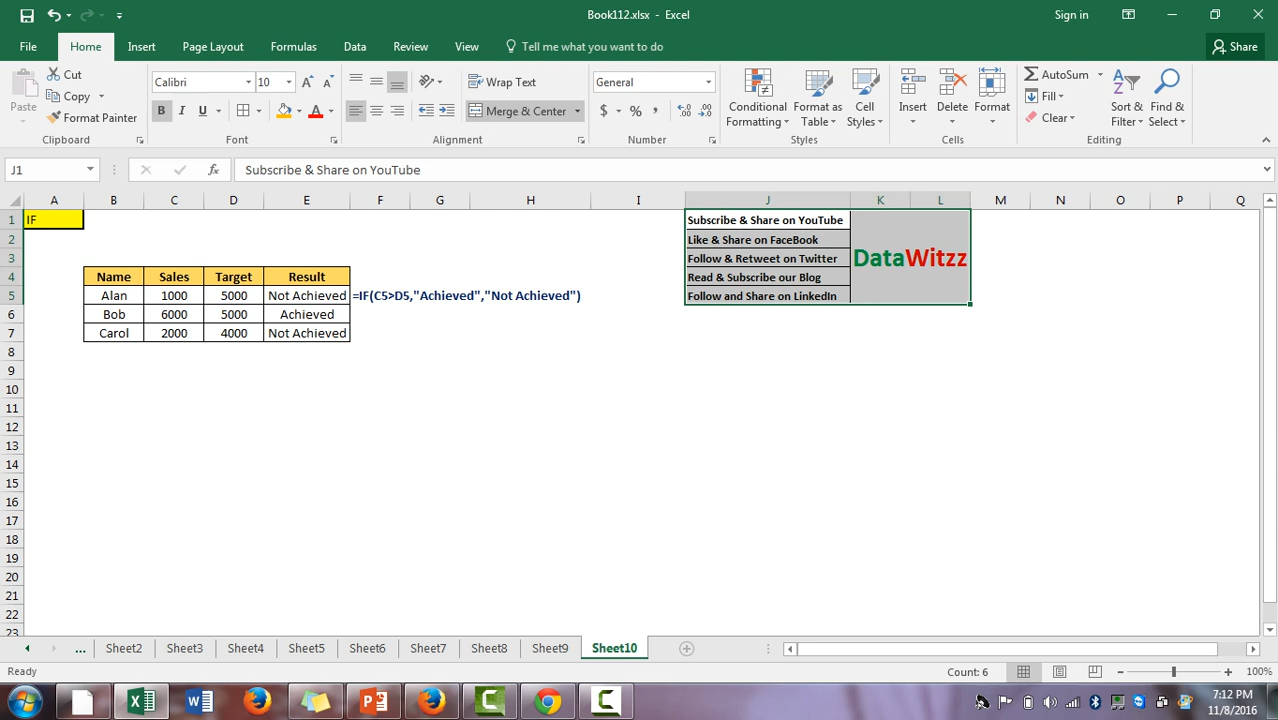 Book112.xlsx - Excel
Sign in
File Home Insert Page Layout Formulas Data Review View Tell me what you want to do Share
Paste Cut Copy Format Painter Clipboard
Calibri 10 B I U Font
Wrap Text Merge & Center Alignment
General $ % Number
Conditional Formatting Format as Table Cell Styles Styles
Insert Delete Format Cells
AutoSum Fill Clear Sort & Filter Find & Select Editing
J1 fx Subscribe & Share on YouTube
A B C D E F G H I J K L M N O P Q
1 IF Subscribe & Share on YouTube
2 Like & Share on FaceBook
3 Follow & Retweet on Twitter DataWitzz
4 Name Sales Target Result Read & Subscribe our Blog
5 Alan 1000 5000 Not Achieved =IF(C5>D5,"Achieved","Not Achieved") Follow and Share on LinkedIn
6 Bob 6000 5000 Achieved
7 Carol 2000 4000 Not Achieved
8
9
10
11
12
13
14
15
16
17
18
19
20
21
22
23
... Sheet2 Sheet3 Sheet4 Sheet5 Sheet6 Sheet7 Sheet8 Sheet9 Sheet10
Ready Count: 6 100%
7:12 PM
11/8/2016